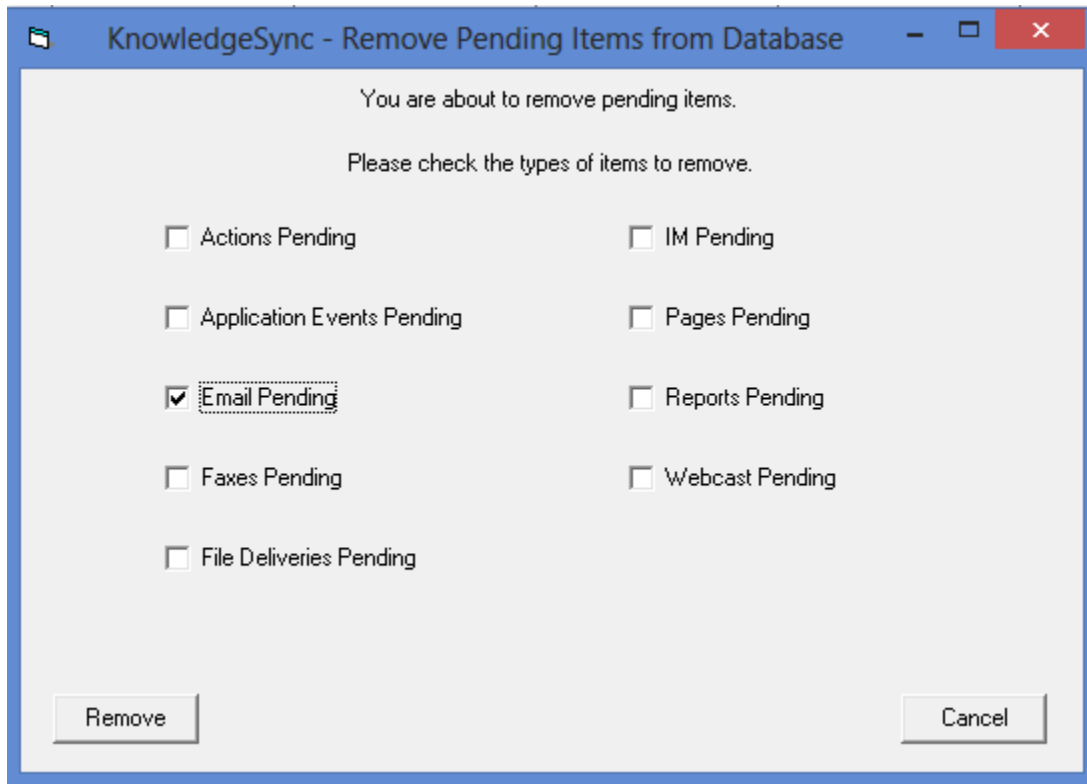 KnowledgeSync - Remove Pending Items from Database
You are about to remove pending items.
Please check the types of items to remove.
Actions Pending
IM Pending
Application Events Pending
Pages Pending
Email Pending
Reports Pending
Faxes Pending
Webcast Pending
File Deliveries Pending
Remove
Cancel